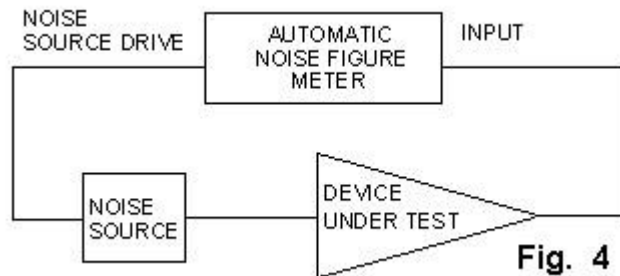 NOISE
SOURCE DRIVE
AUTOMATIC
NOISE FIGURE
METER
INPUT
NOISE
SOURCE
DEVICE
UNDER TEST
Fig. 4